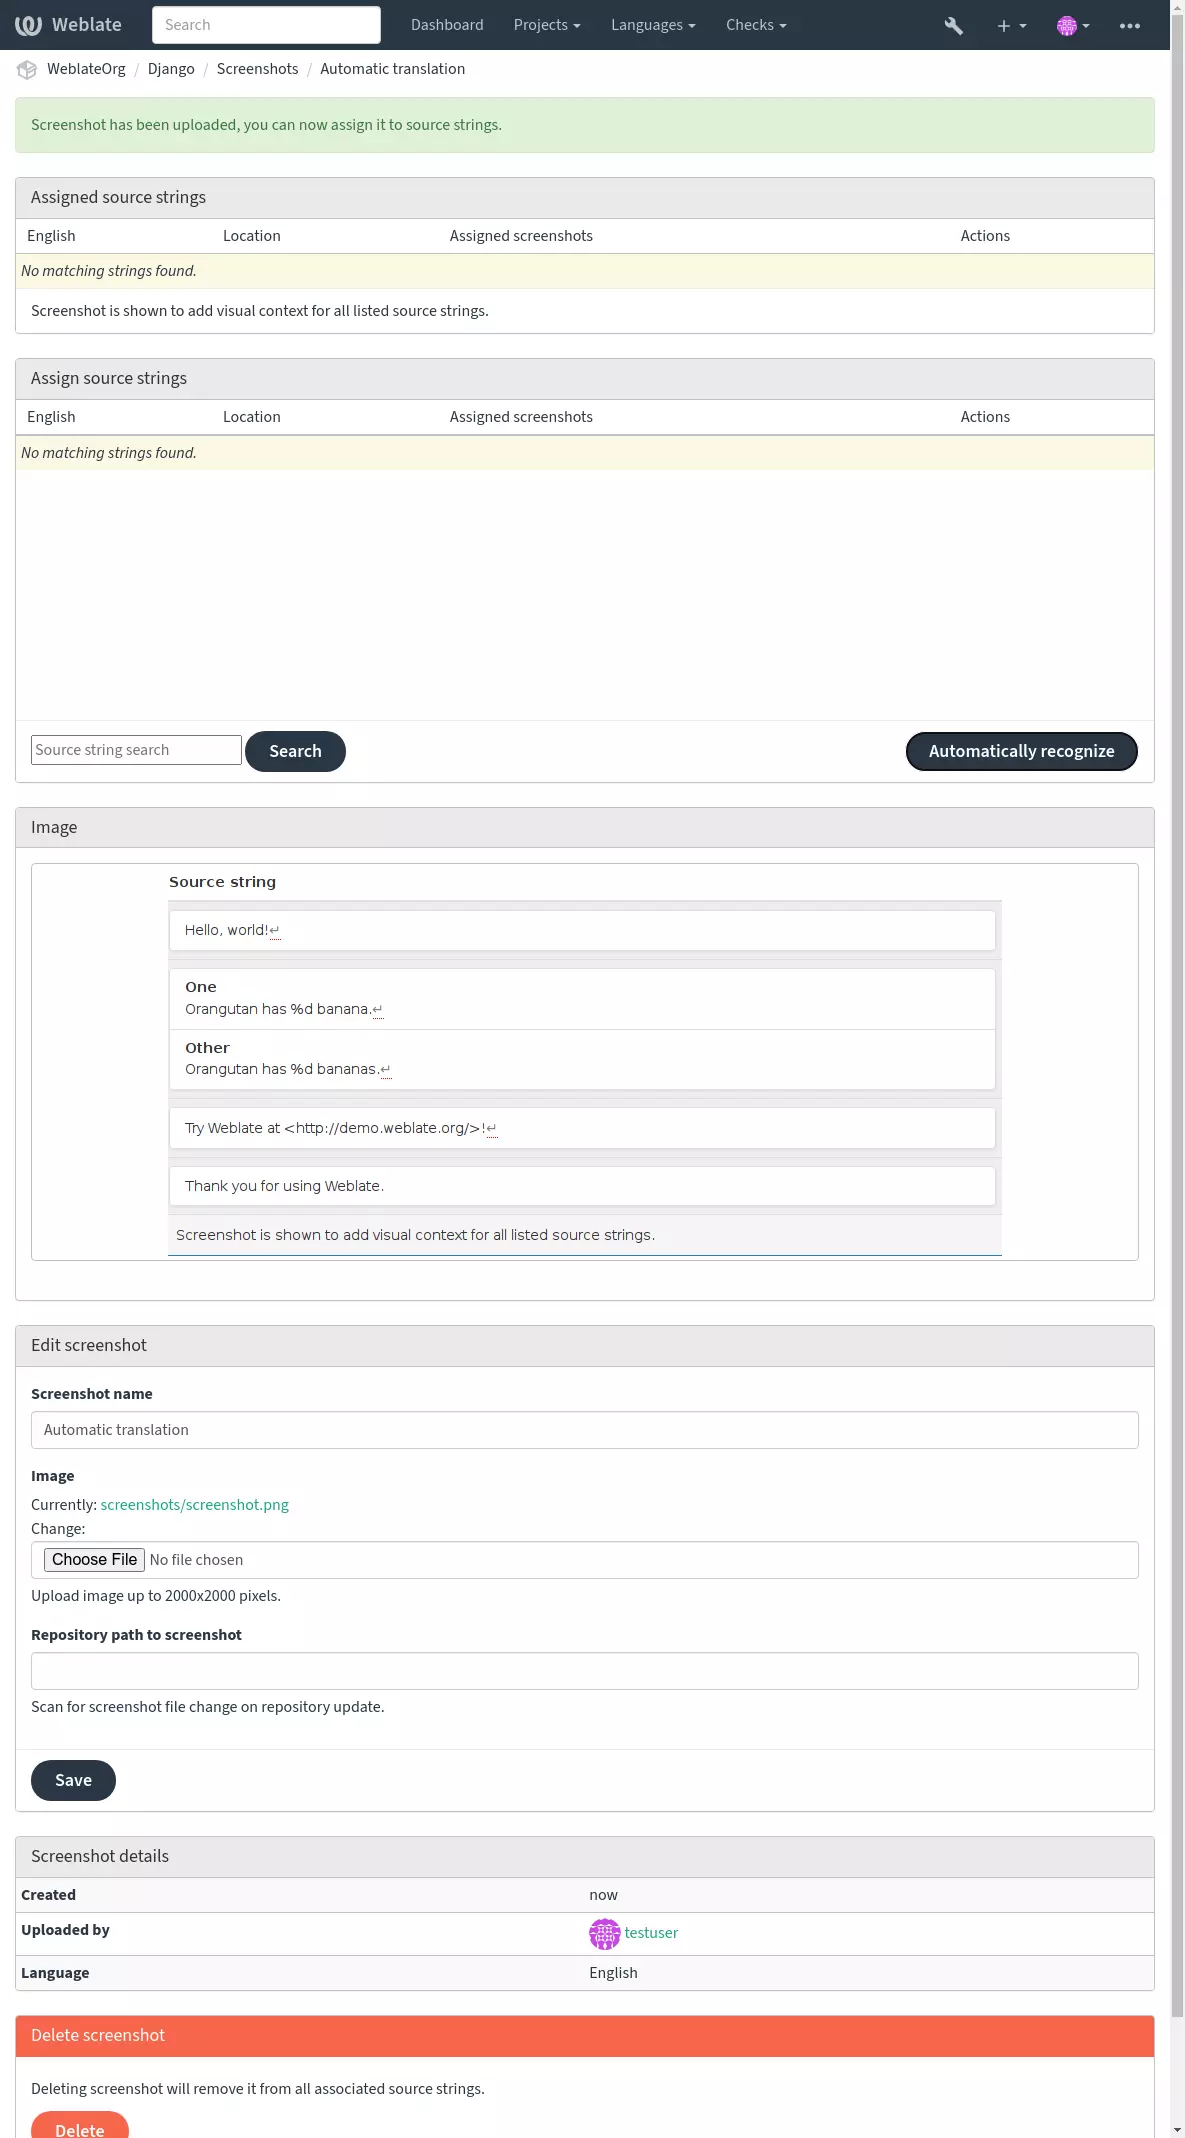 Weblate Search Dashboard Projects Languages Checks
WeblateOrg / Django / Screenshots / Automatic translation
Screenshot has been uploaded, you can now assign it to source strings.
Assigned source strings
English Location Assigned screenshots Actions
No matching strings found.
Screenshot is shown to add visual context for all listed source strings.
Assign source strings
English Location Assigned screenshots Actions
No matching strings found.
Source string search Search Automatically recognize
Image
Source string
Hello, world!↵
One
Orangutan has %d banana.↵
Other
Orangutan has %d bananas.↵
Try Weblate at <http://demo.weblate.org/>!↵
Thank you for using Weblate.
Screenshot is shown to add visual context for all listed source strings.
Edit screenshot
Screenshot name
Automatic translation
Image
Currently: screenshots/screenshot.png
Change:
Choose File No file chosen
Upload image up to 2000x2000 pixels.
Repository path to screenshot
Scan for screenshot file change on repository update.
Save
Screenshot details
Created now
Uploaded by testuser
Language English
Delete screenshot
Deleting screenshot will remove it from all associated source strings.
Delete